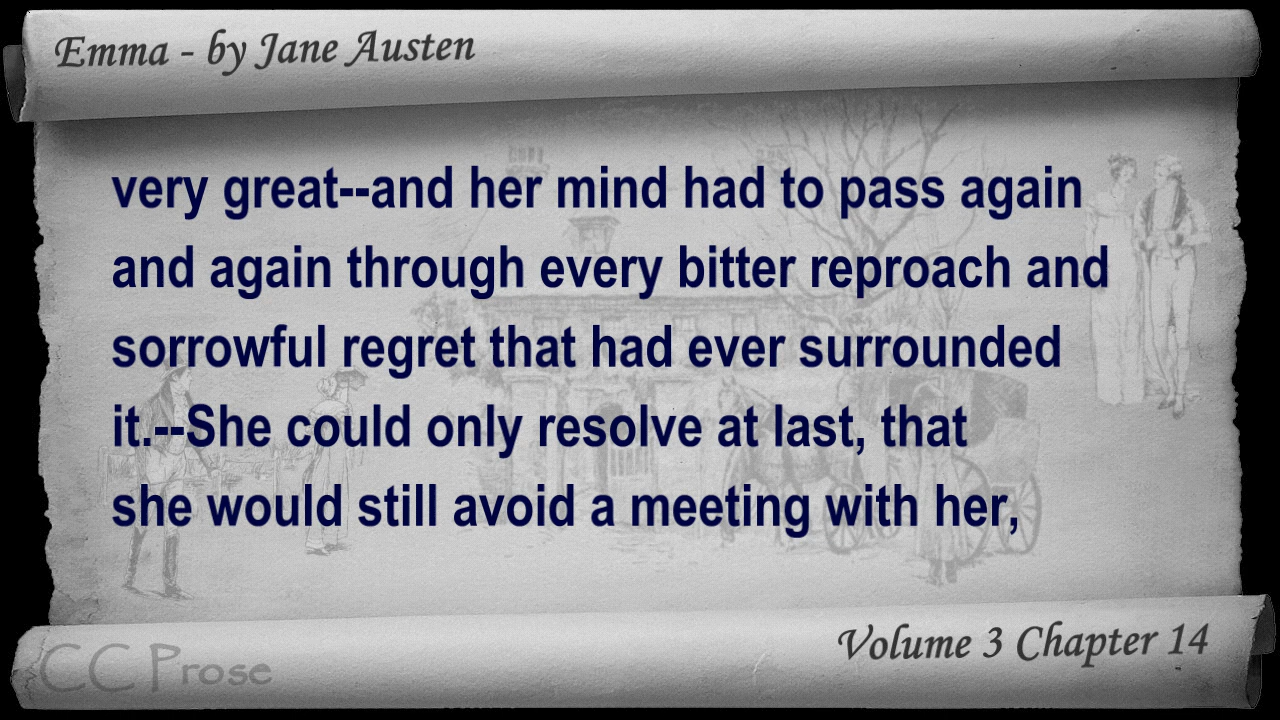 Emma - by Jane Austen
very great--and her mind had to pass again
and again through every bitter reproach and
sorrowful regret that had ever surrounded
it.--She could only resolve at last, that
she would still avoid a meeting with her,
Volume 3 Chapter 14
CC Prose